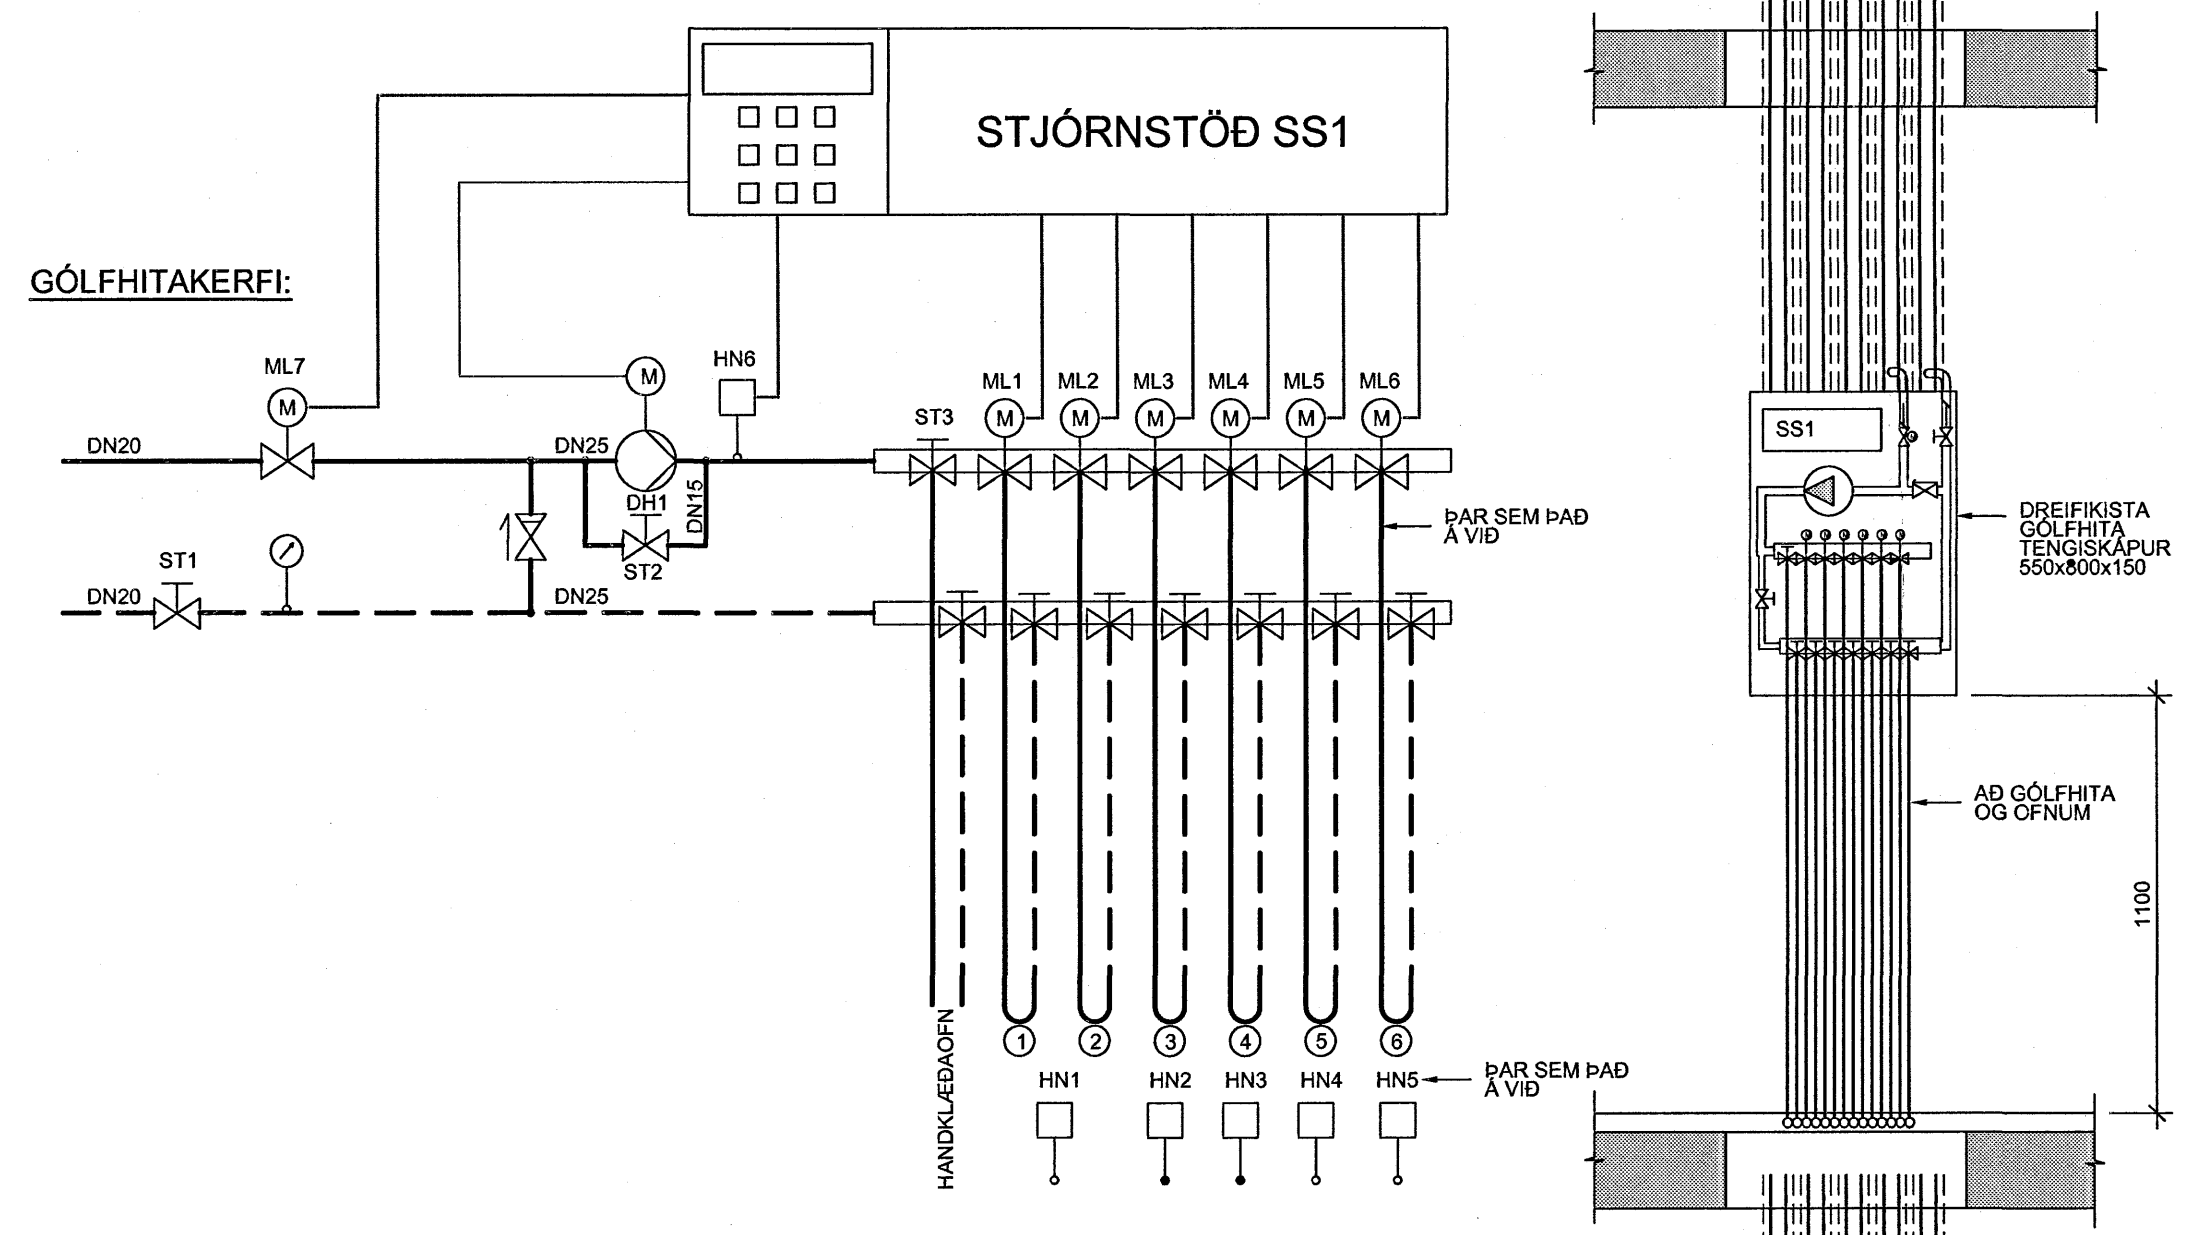 STJÓRNSTÖÐ SS1
GÓLFHITAKERFI:
ML7
M
M
HN6
ML1
ML2
ML3
ML4
ML5
ML6
M
M
M
M
M
M
ST3
DN20
DN25
DH1
DN15
ST2
ST1
DN20
DN25
ÞAR SEM ÞAÐ
Á VIÐ
HANDKLÆÐAOFN
1
2
3
4
5
6
HN1
HN2
HN3
HN4
HN5
ÞAR SEM ÞAÐ
Á VIÐ
SS1
DREIFIKISTA
GÓLFHITA
TENGISKÁPUR
550x800x150
AÐ GÓLFHITA
OG OFNUM
1100